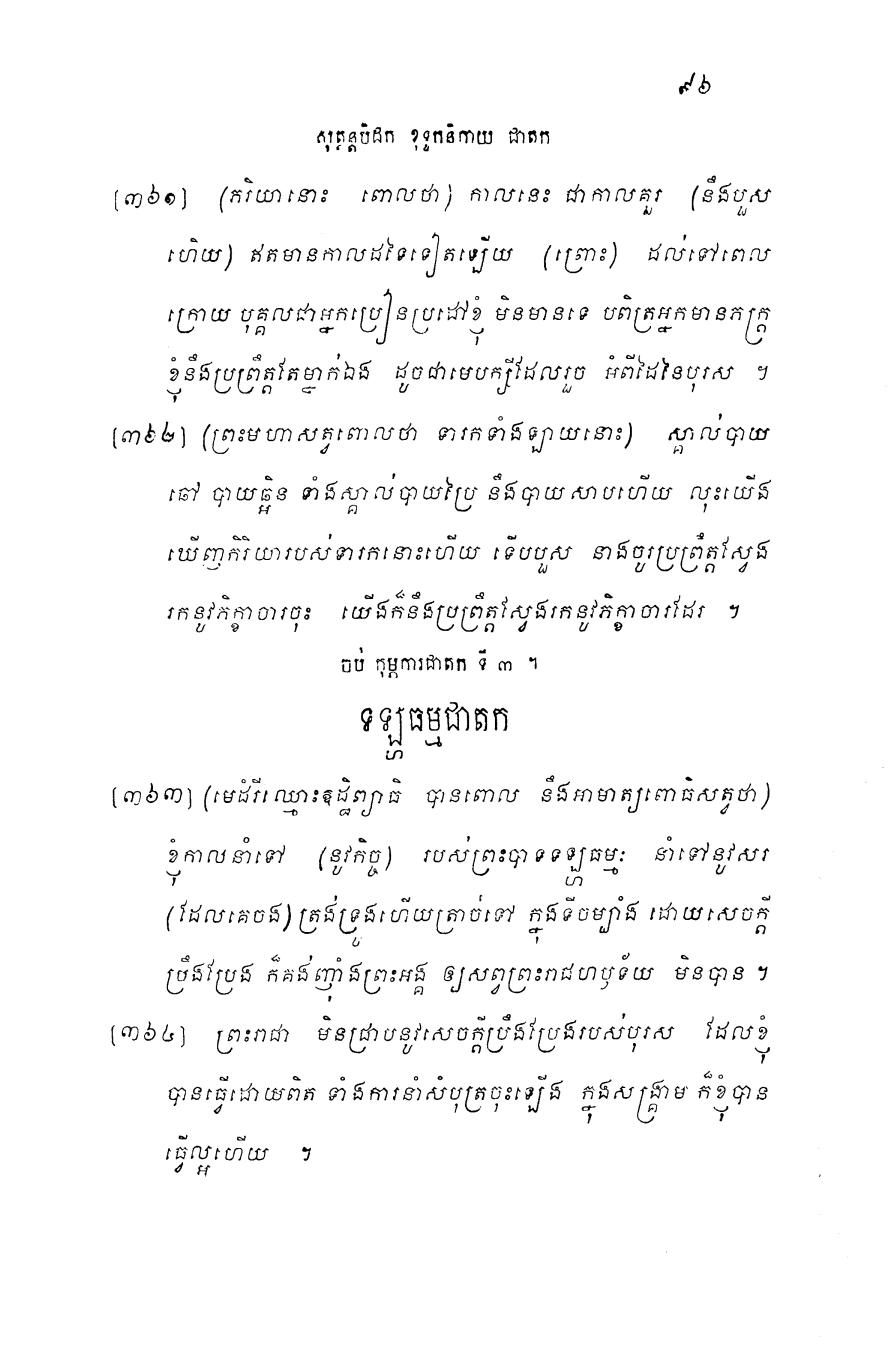 ៩៦
សុត្តន្តបិដក ខុទ្ទកនិកាយ ជាតក
[៣៦១] (ភរិយានោះ ពោលថា) កាលនេះ ជាកាលគួរ (នឹងបួស
ហើយ) ឥតមានកាលដទៃទៀតឡើយ (ព្រោះ) ដល់ទៅពេល
ក្រោយ បុគ្គលជាអ្នកប្រៀនប្រដៅខ្ញុំ មិនមានទេ បពិត្រអ្នកមានភក្ត្រ
ខ្ញុំនឹងប្រព្រឹត្តតែម្នាក់ឯង ដូចជាមេបក្សីដែលរួច អំពីដៃនៃបុរស ។
[៣៦២] (ព្រះមហាសត្វពោលថា ទារកទាំងឡាយនោះ) ស្គាល់បាយ
ឆៅ បាយឆ្អិន ទាំងស្គាល់បាយប្រៃ នឹងបាយសាបហើយ លុះយើង
ឃើញកិរិយារបស់ទារកនោះហើយ ទើបបួស នាងចូរប្រព្រឹត្តស្វែង
រកនូវភិក្ខាចារចុះ យើងក៏នឹងប្រព្រឹត្តស្វែងរកនូវភិក្ខាចារដែរ ។
ចប់ កុម្ភការជាតក ទី ៣ ។
ទឡ្ហធម្មជាតក
[៣៦៣] (មេដំរីឈ្មោះឧដ្ឋិព្យាធិ បានពោល នឹងអាមាត្យពោធិសត្វថា)
ខ្ញុំកាលនាំទៅ (នូវកិច្ច) របស់ព្រះបាទទឡ្ហធម្មៈ នាំទៅនូវសរ
(ដែលគេចង) ត្រង់ទ្រូងហើយត្រាច់ទៅ ក្នុងទីចម្បាំង ដោយសេចក្តី
ប្រឹងប្រែង ក៏គង់ញ៉ាំងព្រះអង្គ ឲ្យសព្វព្រះរាជហឫទ័យ មិនបាន ។
[៣៦៤] ព្រះរាជា មិនជ្រាបនូវសេចក្តីប្រឹងប្រែងរបស់បុរស ដែលខ្ញុំ
បានធ្វើដោយពិត ទាំងការនាំសំបុត្រចុះឡើង ក្នុងសង្គ្រាម ក៏ខ្ញុំបាន
ធ្វើល្អហើយ ។